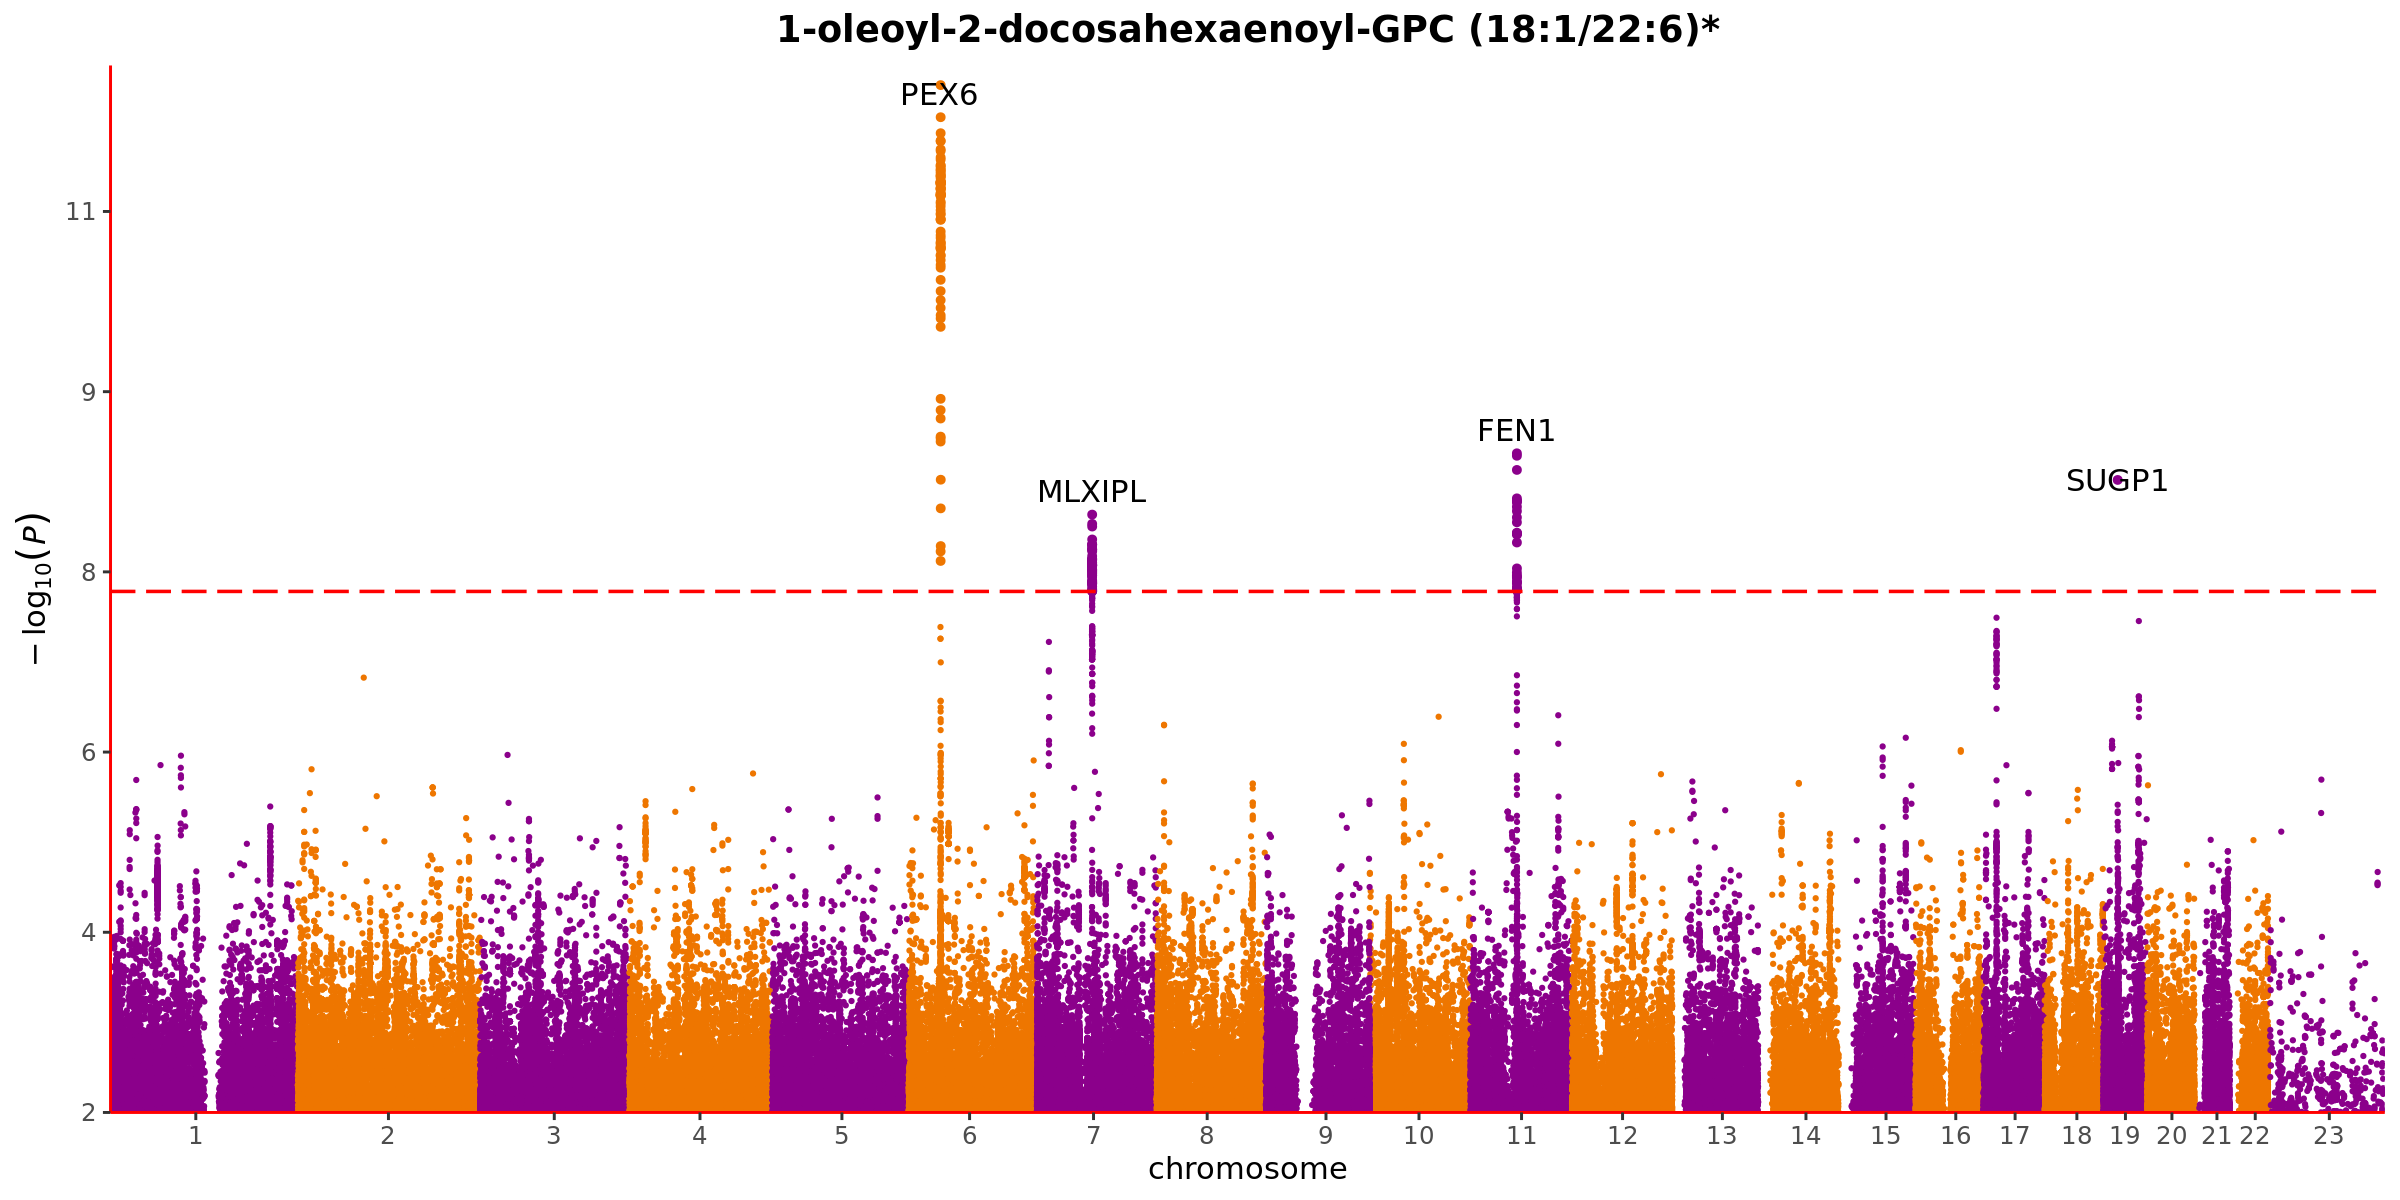 1-oleoyl-2-docosahexaenoyl-GPC (18:1/22:6)*
PEX6
11
9
FEN1
SUGP1
MLXIPL
8
− log10(P)
6
4
2
1 2 3 4 5 6 7 8 9 10 11 12 13 14 15 16 17 18 19 20 21 22 23
chromosome